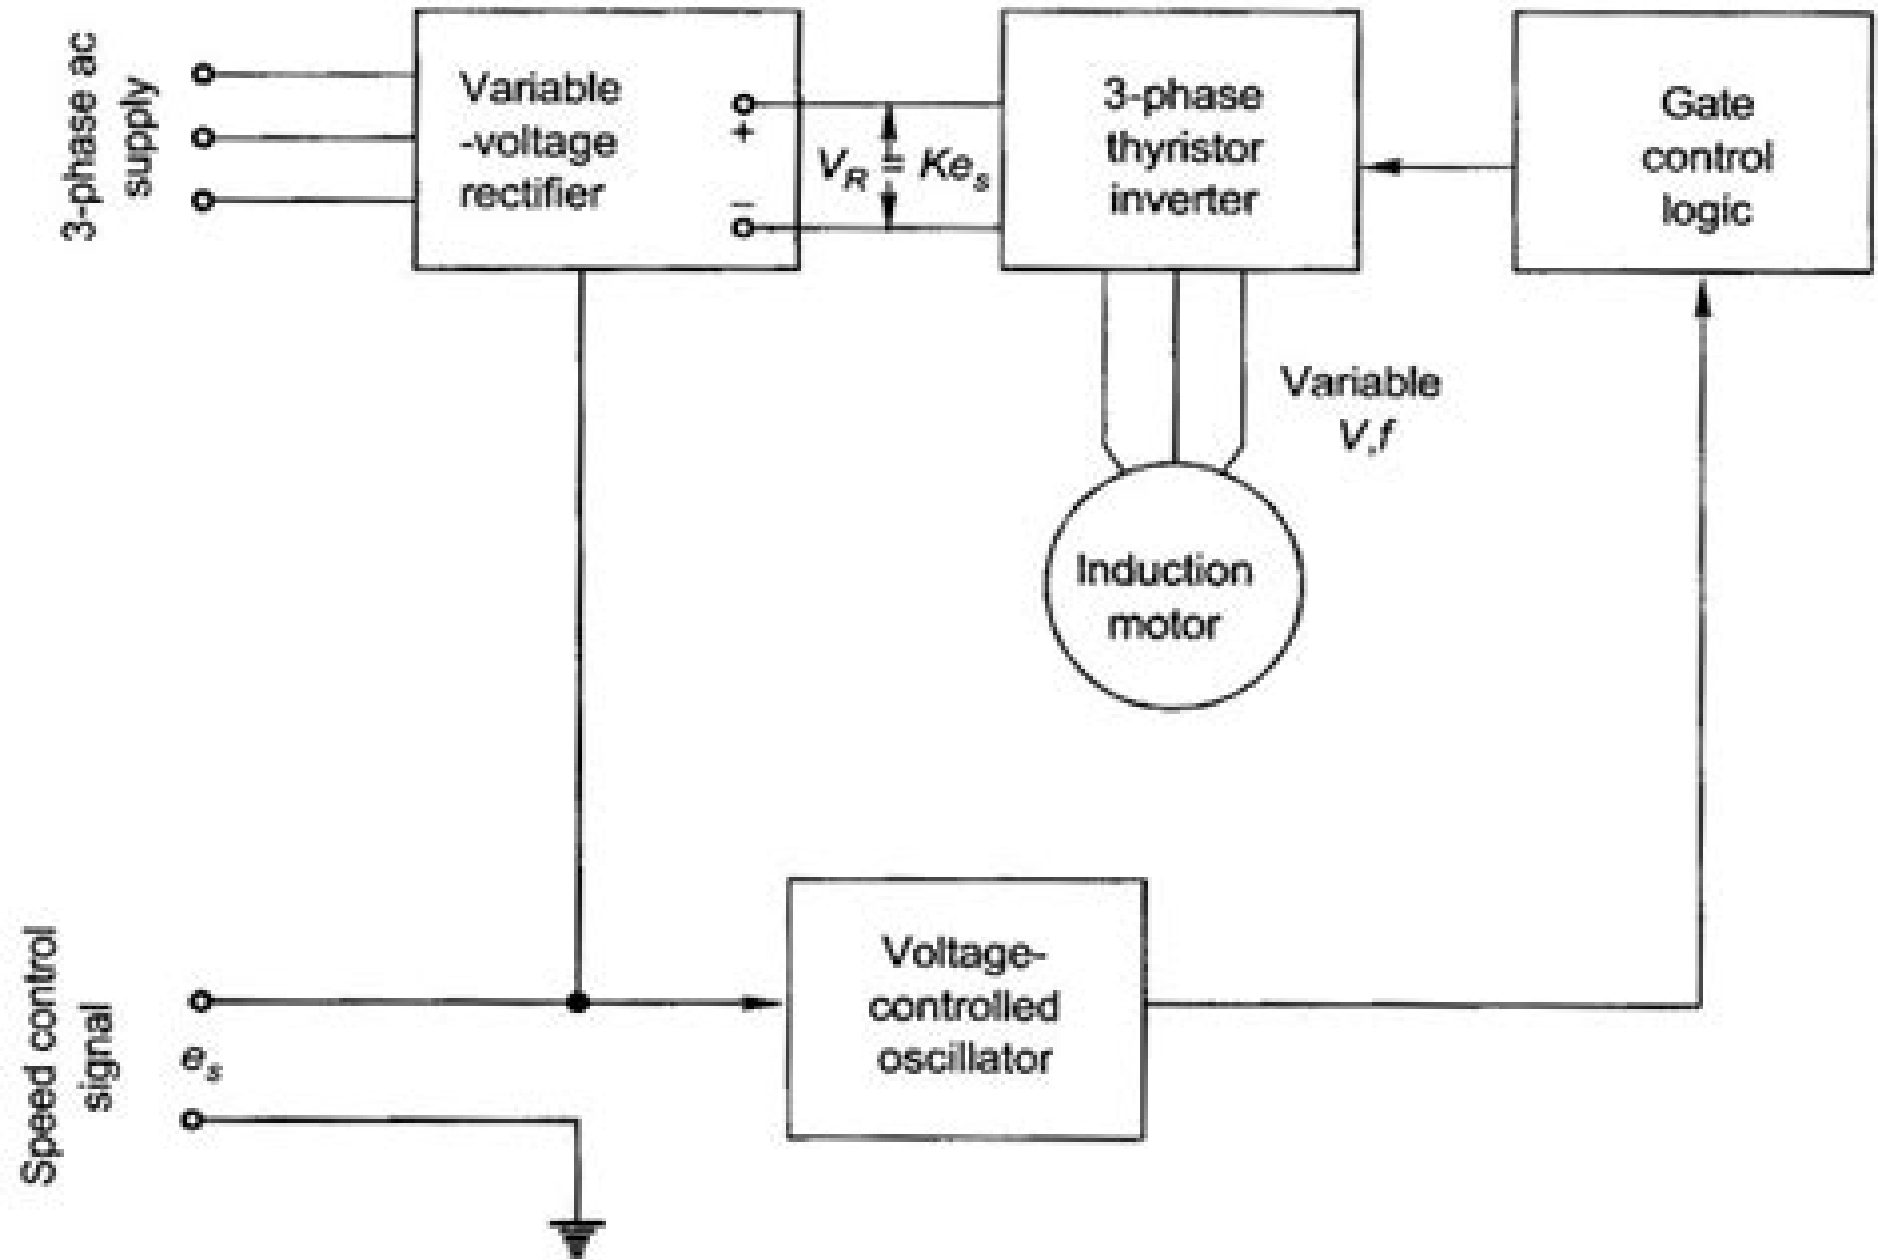 3-phase ac
supply
Variable
-voltage
rectifier
+
−
V_R = Ke_s
3-phase
thyristor
inverter
Gate
control
logic
Variable
V,f
Induction
motor
Speed control
signal
e_s
Voltage-
controlled
oscillator